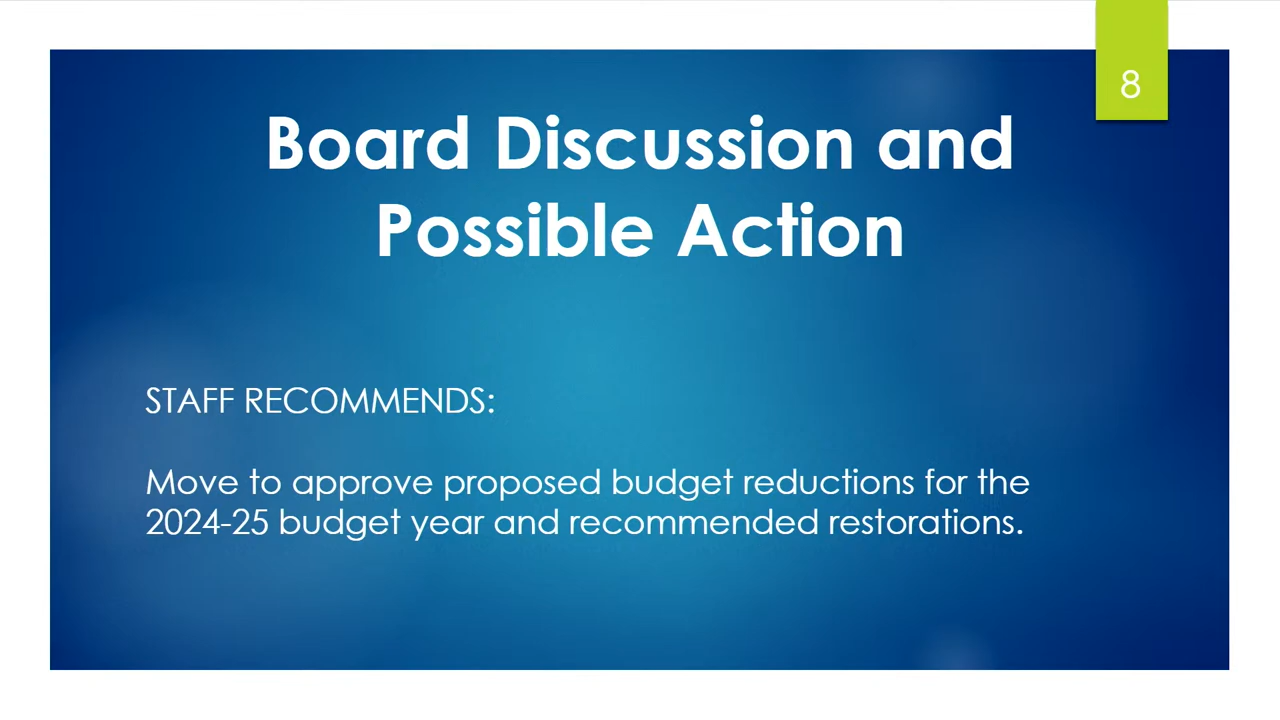 8
Board Discussion and
Possible Action
STAFF RECOMMENDS:
Move to approve proposed budget reductions for the
2024-25 budget year and recommended restorations.